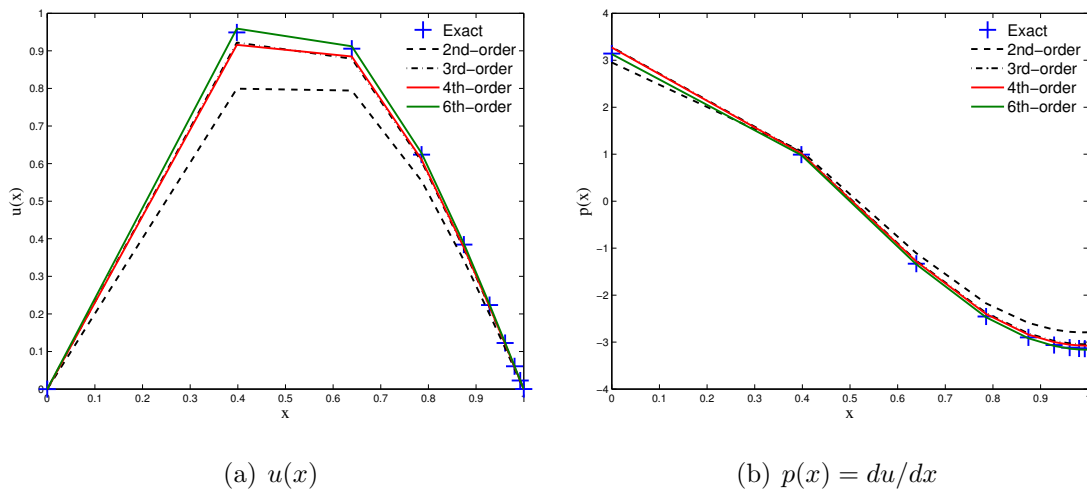 1
0.9
0.8
0.7
0.6
0.5
0.4
0.3
0.2
0.1
0
u(x)
0 0.1 0.2 0.3 0.4 0.5 0.6 0.7 0.8 0.9 1
x
Exact
2nd−order
3rd−order
4th−order
6th−order
(a) u(x)
4
3
2
1
0
−1
−2
−3
−4
p(x)
0 0.1 0.2 0.3 0.4 0.5 0.6 0.7 0.8 0.9 1
x
Exact
2nd−order
3rd−order
4th−order
6th−order
(b) p(x) = du/dx